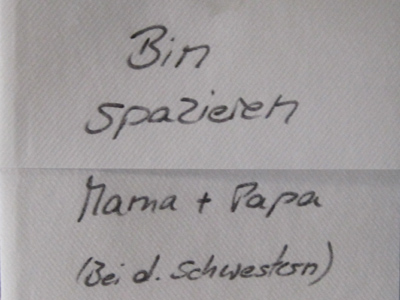 Bin
spazieren
Mama + Papa
(Bei d. Schwestern)